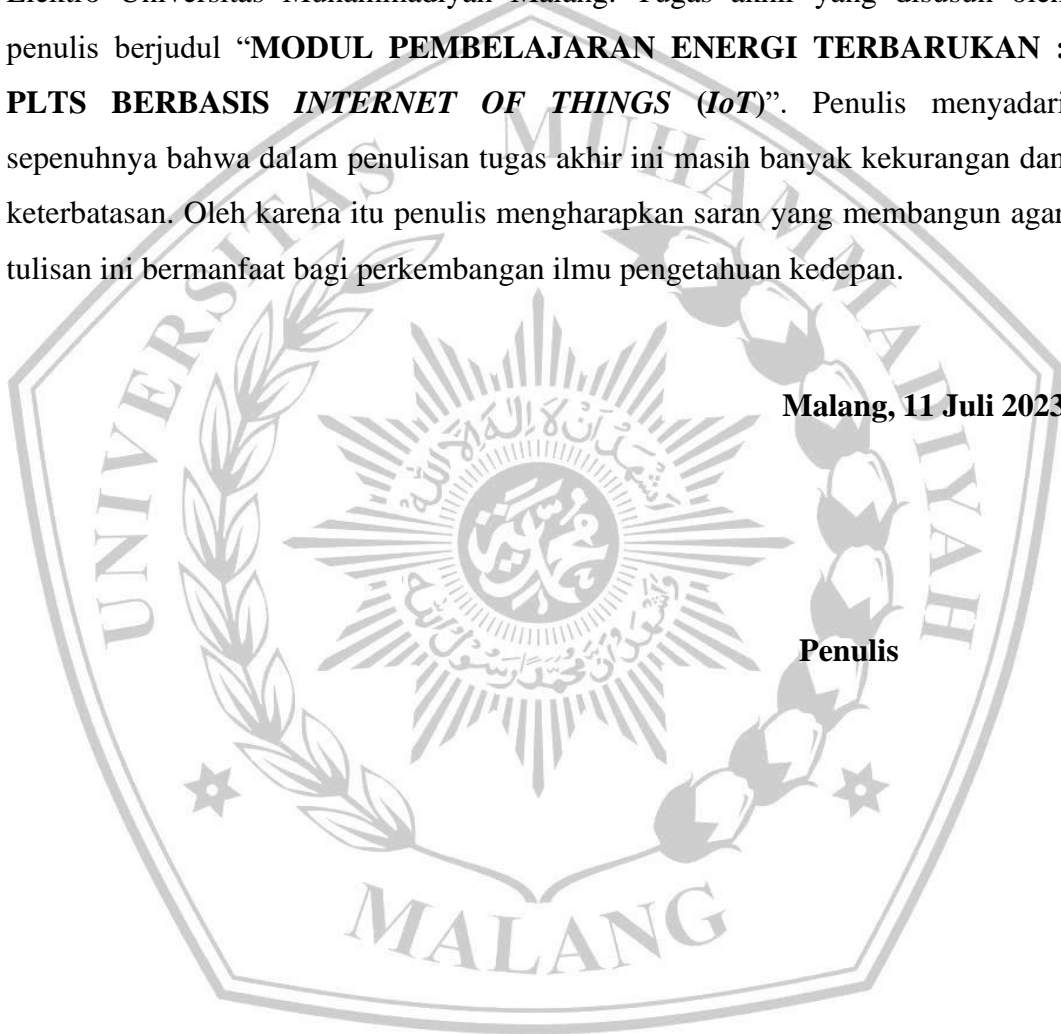 Elektro Universitas Muhammadiyah Malang. Tugas akhir yang disusun oleh
penulis berjudul “MODUL PEMBELAJARAN ENERGI TERBARUKAN :
PLTS BERBASIS INTERNET OF THINGS (IoT)”. Penulis menyadari
sepenuhnya bahwa dalam penulisan tugas akhir ini masih banyak kekurangan dan
keterbatasan. Oleh karena itu penulis mengharapkan saran yang membangun agar
tulisan ini bermanfaat bagi perkembangan ilmu pengetahuan kedepan.
Malang, 11 Juli 2023
Penulis
UNIVERSITAS MUHAMMADIYAH
MALANG